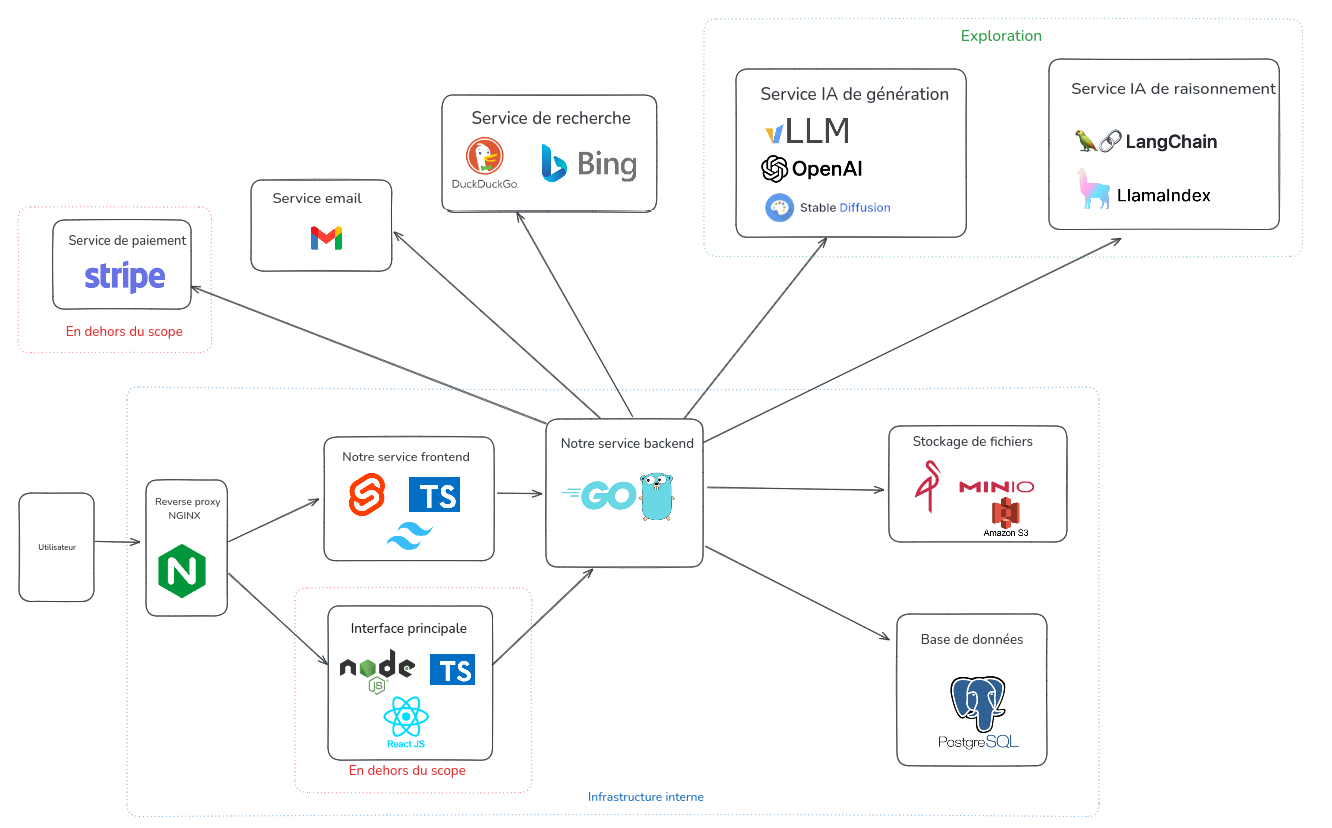 Exploration
Service IA de génération
vLLM
OpenAI
Stable Diffusion
Service IA de raisonnement
LangChain
LlamaIndex
Service de recherche
DuckDuckGo.
Bing
Service email
Service de paiement
stripe
En dehors du scope
Utilisateur
Reverse proxy
NGINX
N
Notre service frontend
TS
Notre service backend
GO
Stockage de fichiers
MINIO
Amazon S3
Interface principale
node
JS
TS
React JS
En dehors du scope
Base de données
PostgreSQL
Infrastructure interne